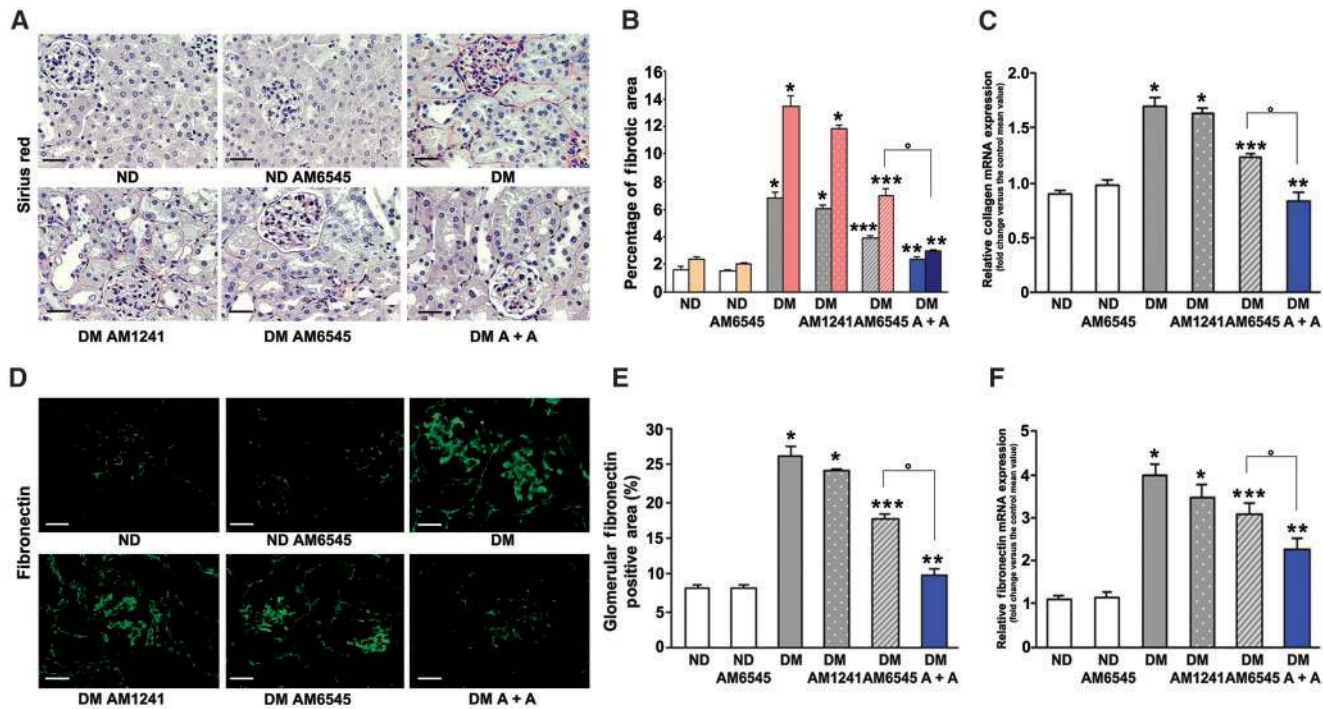 A
Sirius red
ND
ND AM6545
DM
DM AM1241
DM AM6545
DM A + A
B
Percentage of fibrotic area
16
14
12
10
8
6
4
2
0
*
*
*
*
***
***
°
**
**
ND ND DM DM DM DM
AM6545 AM1241 AM6545 A + A
C
Relative collagen mRNA expression
(fold change versus the control mean value)
2.0
1.5
1.0
0.5
0
*
*
***
°
**
ND ND DM DM DM DM
AM6545 AM1241 AM6545 A + A
D
Fibronectin
ND
ND AM6545
DM
DM AM1241
DM AM6545
DM A + A
E
Glomerular fibronectin
positive area (%)
30
25
20
15
10
5
0
*
*
***
°
**
ND ND DM DM DM DM
AM6545 AM1241 AM6545 A + A
F
Relative fibronectin mRNA expression
(fold change versus the control mean value)
5
4
3
2
1
0
*
*
***
°
**
ND ND DM DM DM DM
AM6545 AM1241 AM6545 A + A